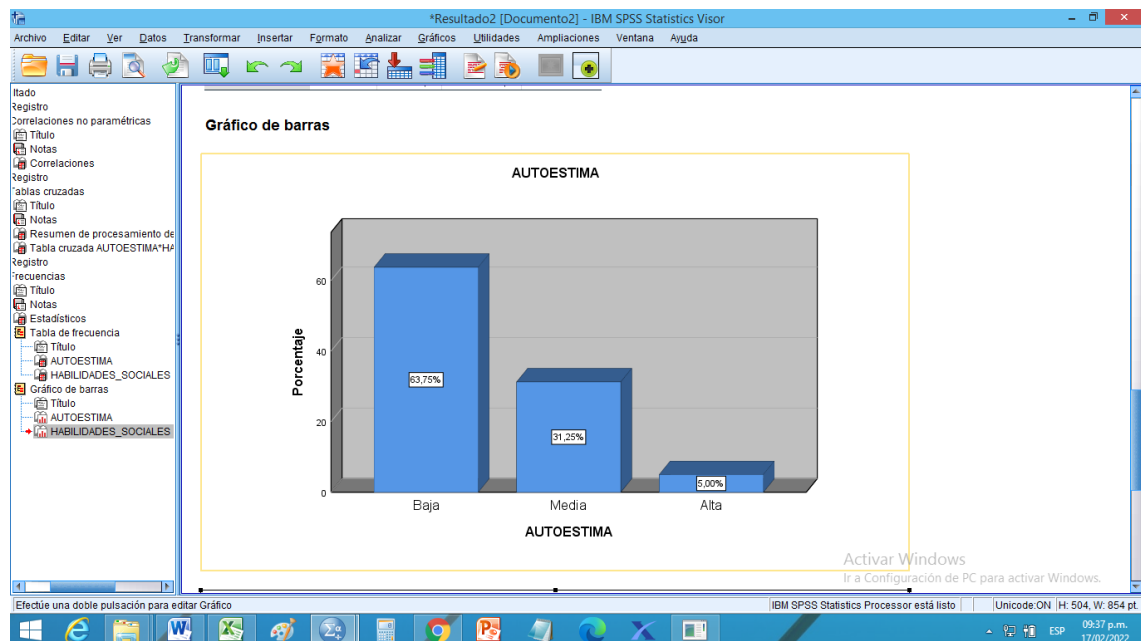 *Resultado2 [Documento2] - IBM SPSS Statistics Visor
Archivo Editar Ver Datos Transformar Insertar Formato Analizar Gráficos Utilidades Ampliaciones Ventana Ayuda
ltado
Registro
Correlaciones no paramétricas
Título
Notas
Correlaciones
Registro
Tablas cruzadas
Título
Notas
Resumen de procesamiento de
Tabla cruzada AUTOESTIMA*HA
Registro
Frecuencias
Título
Notas
Estadísticos
Tabla de frecuencia
Título
AUTOESTIMA
HABILIDADES_SOCIALES
Gráfico de barras
Título
AUTOESTIMA
HABILIDADES_SOCIALES
Gráfico de barras
AUTOESTIMA
Porcentaje
60
40
20
0
63,75%
31,25%
5,00%
Baja Media Alta
AUTOESTIMA
Activar Windows
Ir a Configuración de PC para activar Windows.
Efectúe una doble pulsación para editar Gráfico
IBM SPSS Statistics Processor está listo
Unicode:ON H: 504, W: 854 pt.
ESP
09:37 p.m.
17/02/2022